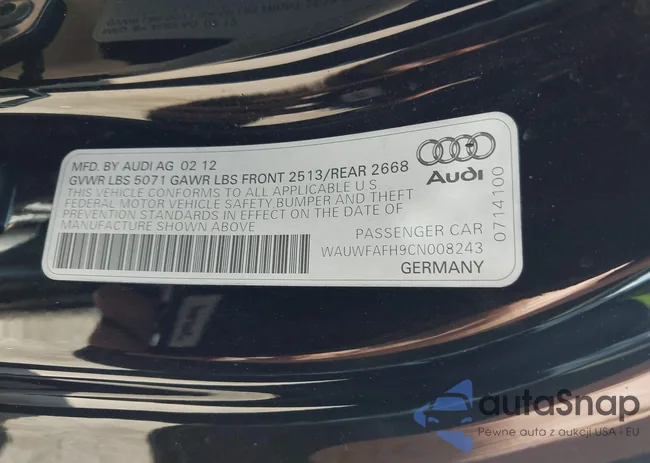 MFD. BY AUDI AG 02 12
GVWR LBS 5071 GAWR LBS FRONT 2513/REAR 2668
THIS VEHICLE CONFORMS TO ALL APPLICABLE U S
FEDERAL MOTOR VEHICLE SAFETY,BUMPER AND THEFT
PREVENTION STANDARDS IN EFFECT ON THE DATE OF
MANUFACTURE SHOWN ABOVE
Audi
0714100
PASSENGER CAR
WAUWFAFH9CN008243
GERMANY
autoSnap
Pewne auto z aukcji USA - EU